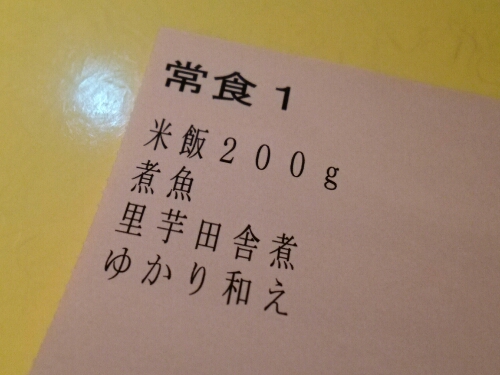 常食1
米飯200g
煮魚
里芋田舎煮
ゆかり和え